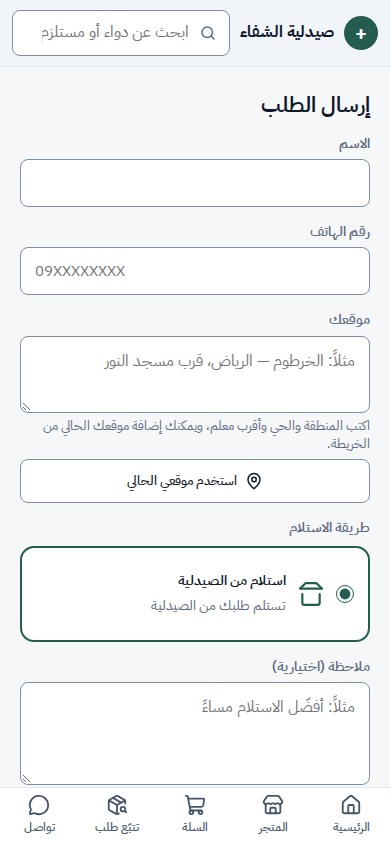 صيدلية الشفاء
ابحث عن دواء أو مستلزم
إرسال الطلب
الاسم
رقم الهاتف
09XXXXXXXX
موقعك
مثلاً: الخرطوم — الرياض، قرب مسجد النور
اكتب المنطقة والحي وأقرب معلم، ويمكنك إضافة موقعك الحالي من
الخريطة.
استخدم موقعي الحالي
طريقة الاستلام
استلام من الصيدلية
تستلم طلبك من الصيدلية
ملاحظة (اختيارية)
مثلاً: أفضّل الاستلام مساءً
الرئيسية
المتجر
السلة
تتبّع طلب
تواصل